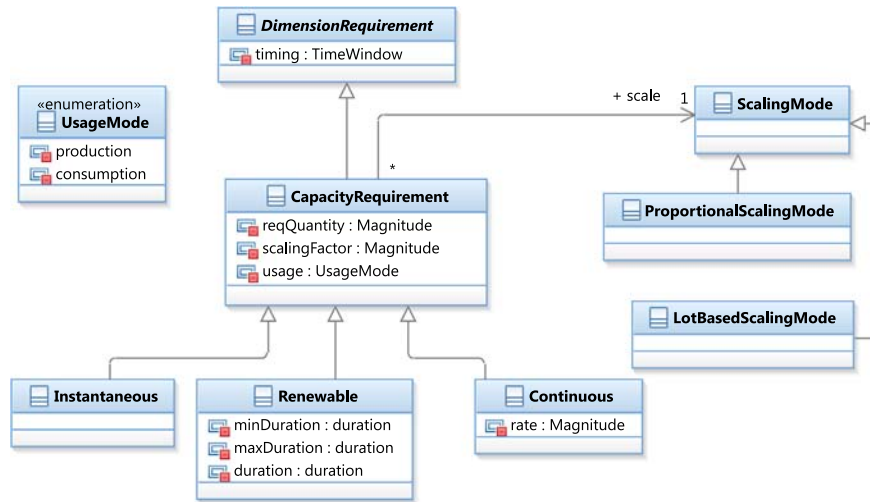 DimensionRequirement
timing : TimeWindow
«enumeration»
UsageMode
production
consumption
+ scale
1
ScalingMode
*
CapacityRequirement
reqQuantity : Magnitude
scalingFactor : Magnitude
usage : UsageMode
ProportionalScalingMode
LotBasedScalingMode
Instantaneous
Renewable
minDuration : duration
maxDuration : duration
duration : duration
Continuous
rate : Magnitude